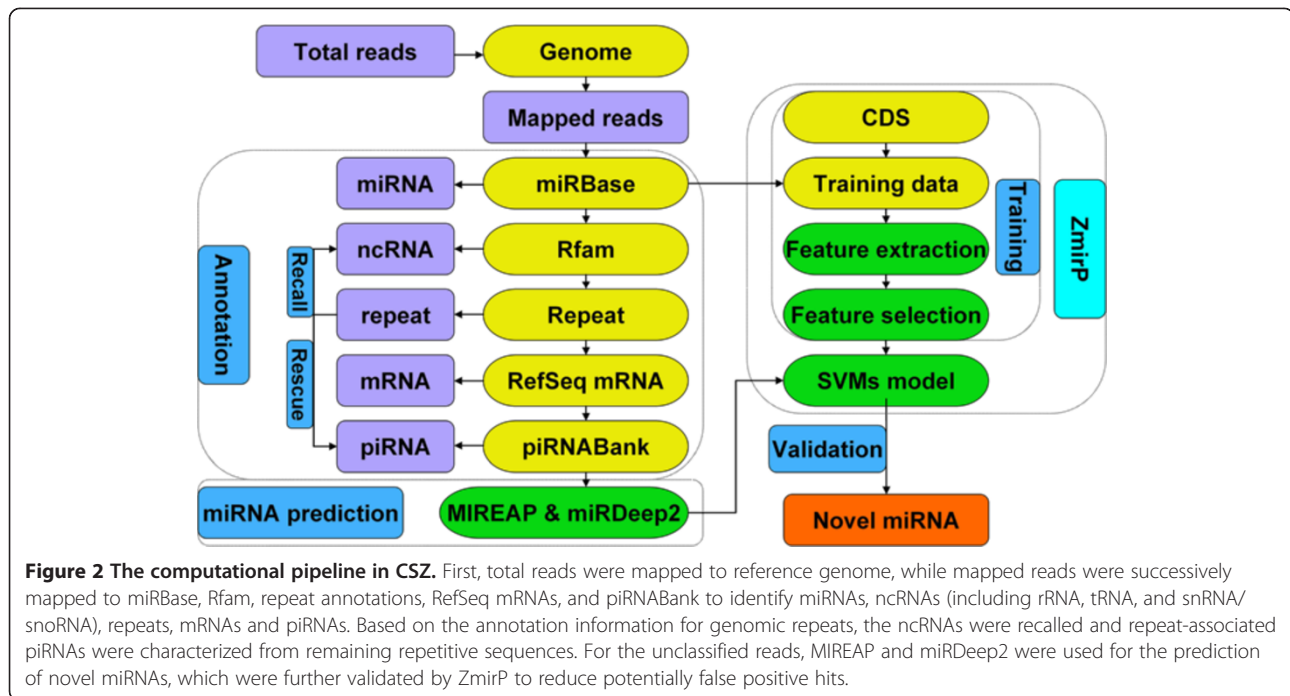 Total reads
Genome
Mapped reads
CDS
miRNA
miRBase
Training data
Training
ZmirP
ncRNA
Rfam
Feature extraction
Annotation
Recall
repeat
Repeat
Feature selection
Rescue
mRNA
RefSeq mRNA
SVMs model
piRNA
piRNABank
Validation
miRNA prediction
MIREAP & miRDeep2
Novel miRNA
Figure 2 The computational pipeline in CSZ. First, total reads were mapped to reference genome, while mapped reads were successively
mapped to miRBase, Rfam, repeat annotations, RefSeq mRNAs, and piRNABank to identify miRNAs, ncRNAs (including rRNA, tRNA, and snRNA/
snoRNA), repeats, mRNAs and piRNAs. Based on the annotation information for genomic repeats, the ncRNAs were recalled and repeat-associated
piRNAs were characterized from remaining repetitive sequences. For the unclassified reads, MIREAP and miRDeep2 were used for the prediction
of novel miRNAs, which were further validated by ZmirP to reduce potentially false positive hits.